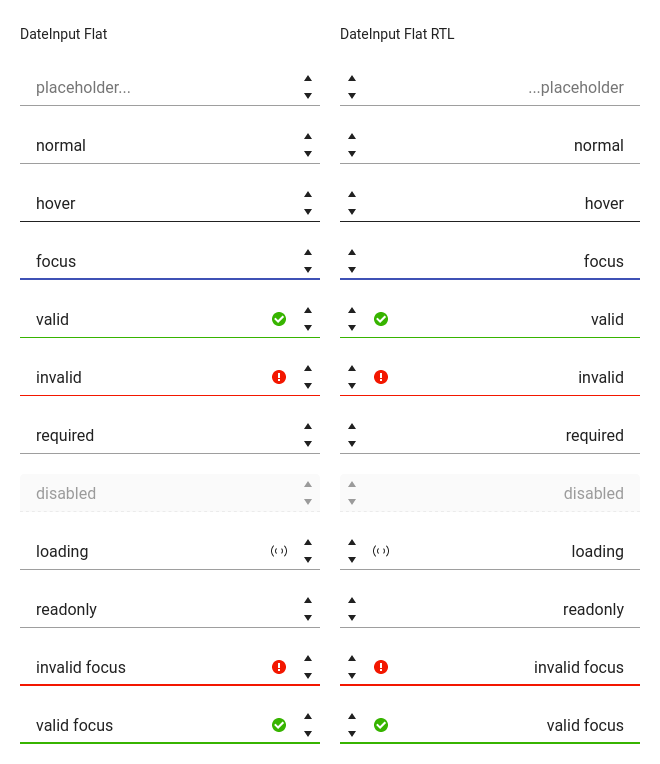 DateInput Flat
DateInput Flat RTL
placeholder...
...placeholder
normal
normal
hover
hover
focus
focus
valid
valid
invalid
invalid
required
required
disabled
disabled
loading
loading
readonly
readonly
invalid focus
invalid focus
valid focus
valid focus